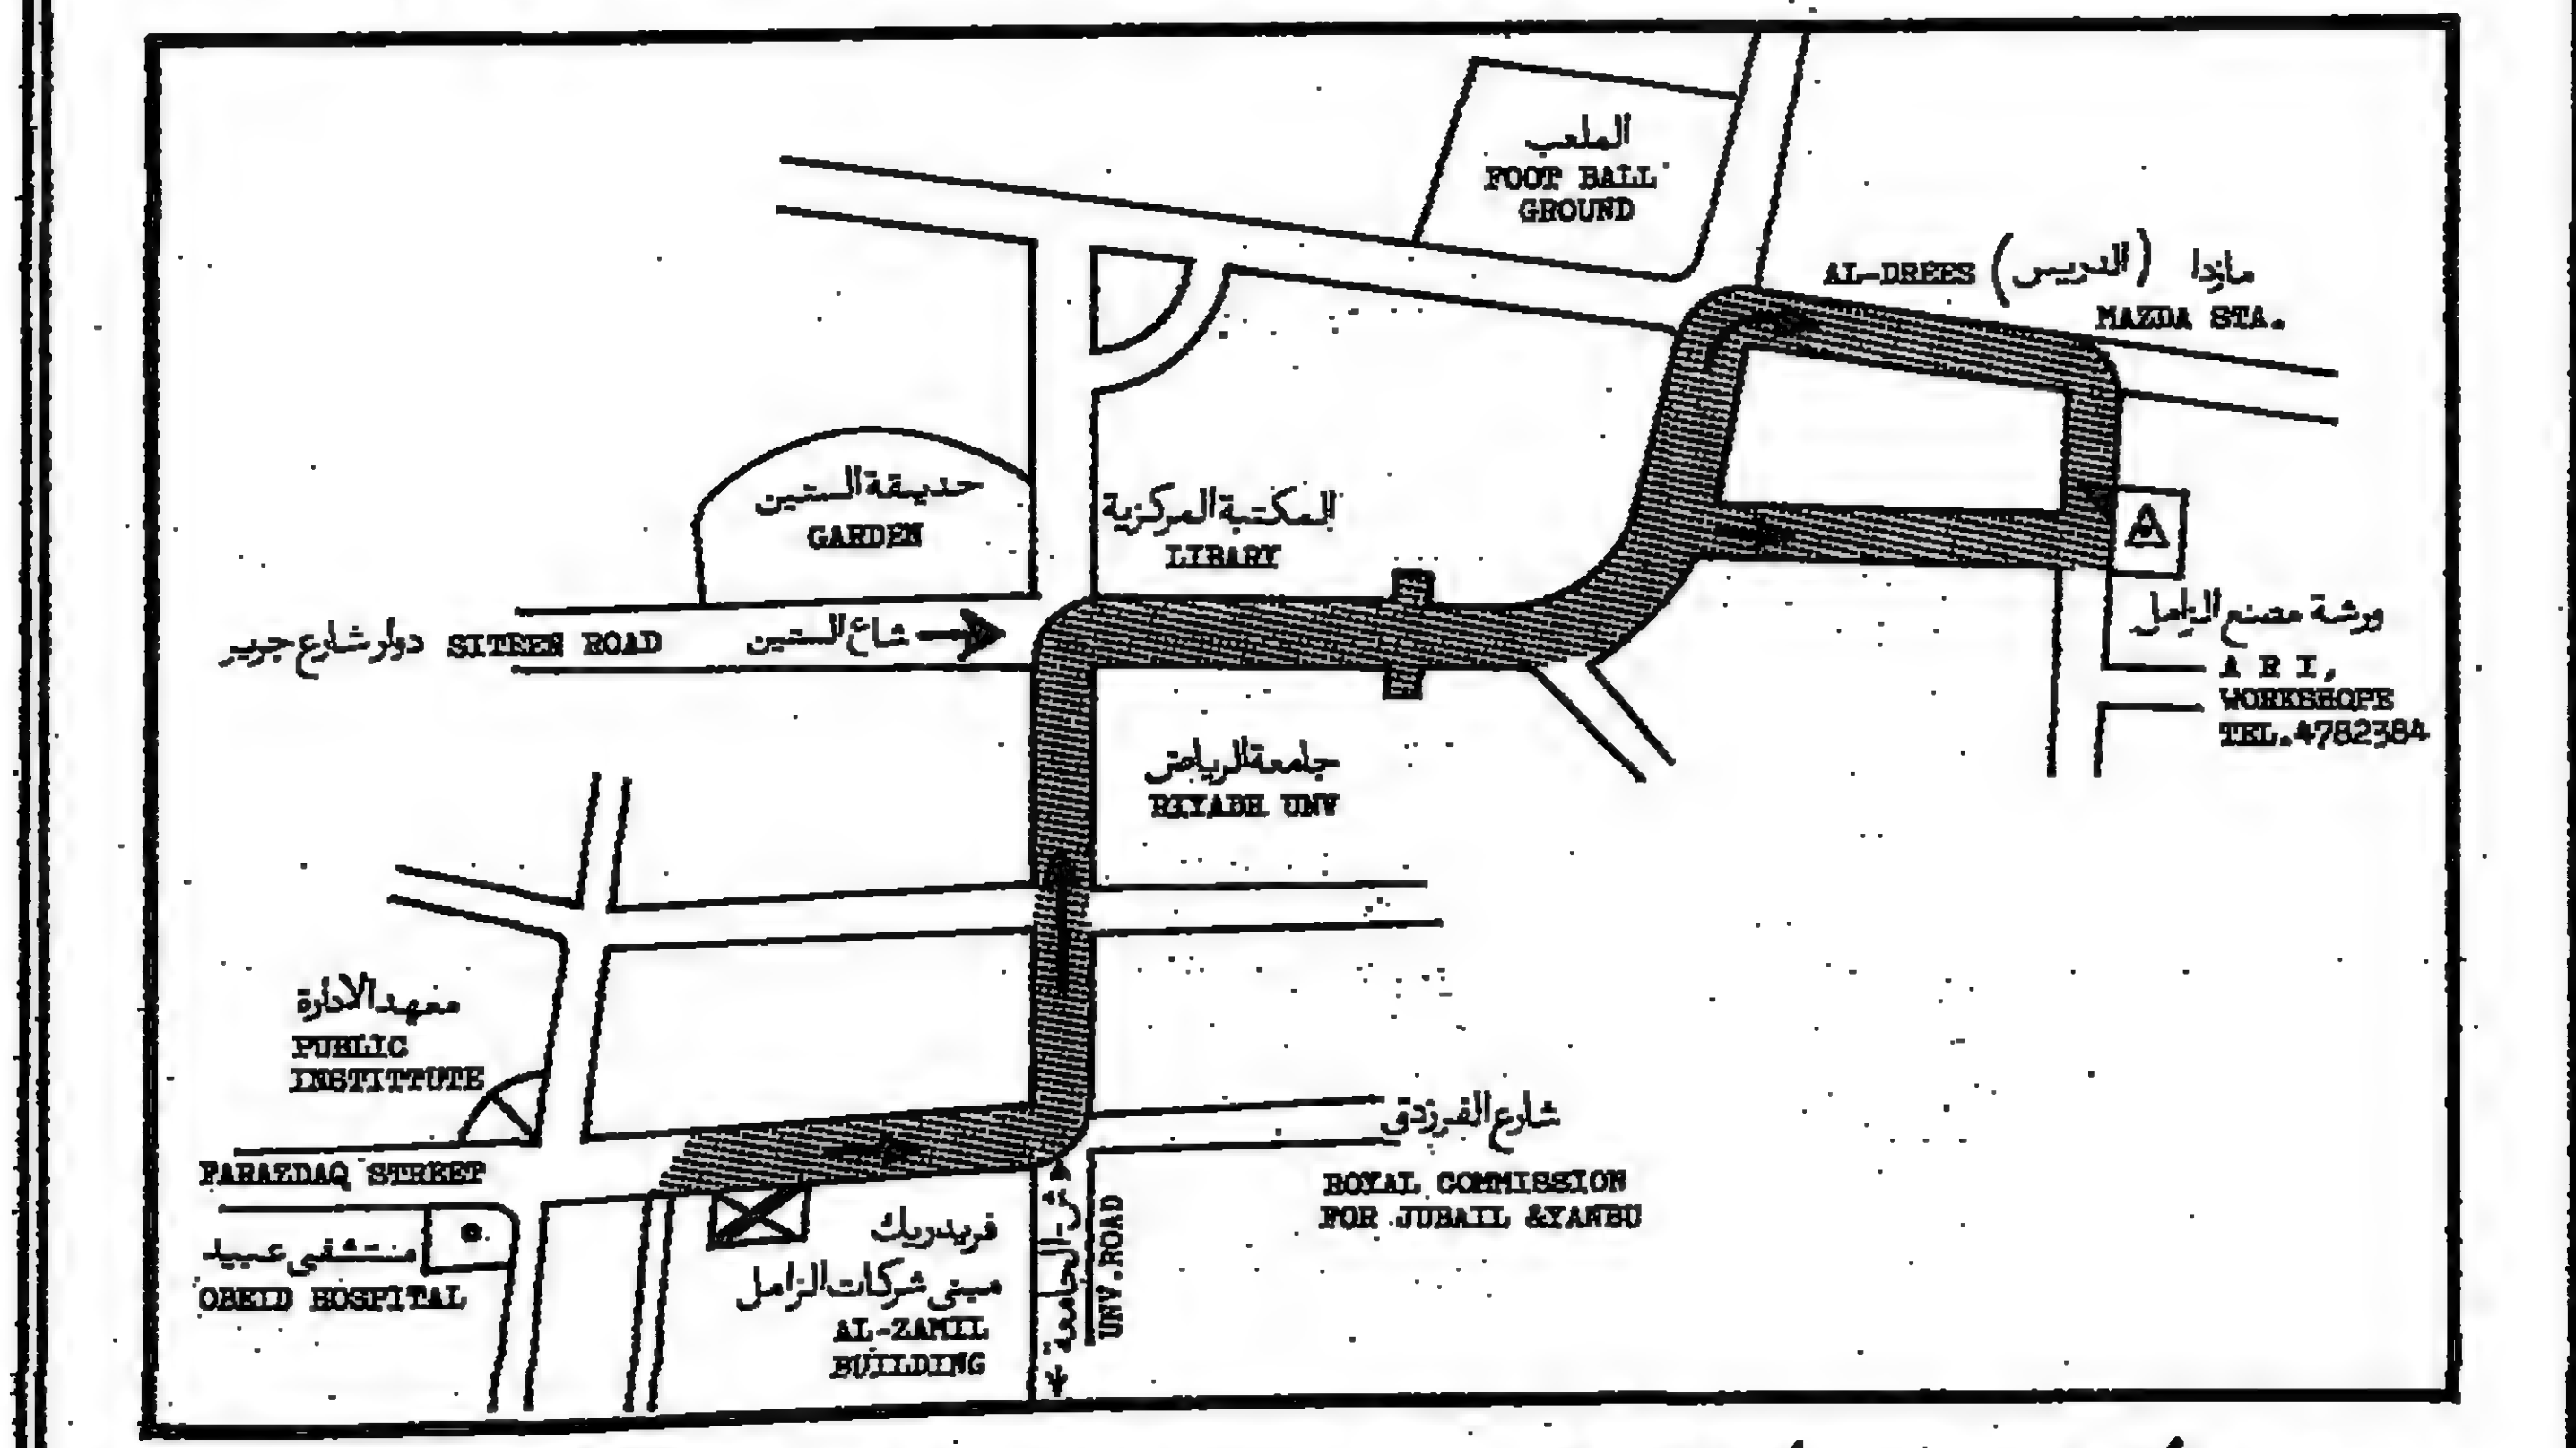 الملعب
FOOT BALL
GROUND
AL-DREES (الدريس) مازدا
MAZDA STA.
حديقة الستين
GARDEN
المكتبة المركزية
LIBARY
دوار شارع جرير SITEEN ROAD شارع الستين
ورشة مصنع الزامل
A R I,
WORKSHOPE
TEL.4782384
جامعة الرياض
RIYADH UNV
معهد الادارة
PUBLIC
INSTITTUTE
شارع الفرزدق
FARAZDAQ STREET
ROYAL COMMISSION
FOR JUBAIL &YANBU
مستشفى عبيد
OBEID HOSPITAL
فريدريك
مبنى شركات الزامل
AL-ZAMIL
BUILDING
ش-الجامعة
UNV.ROAD